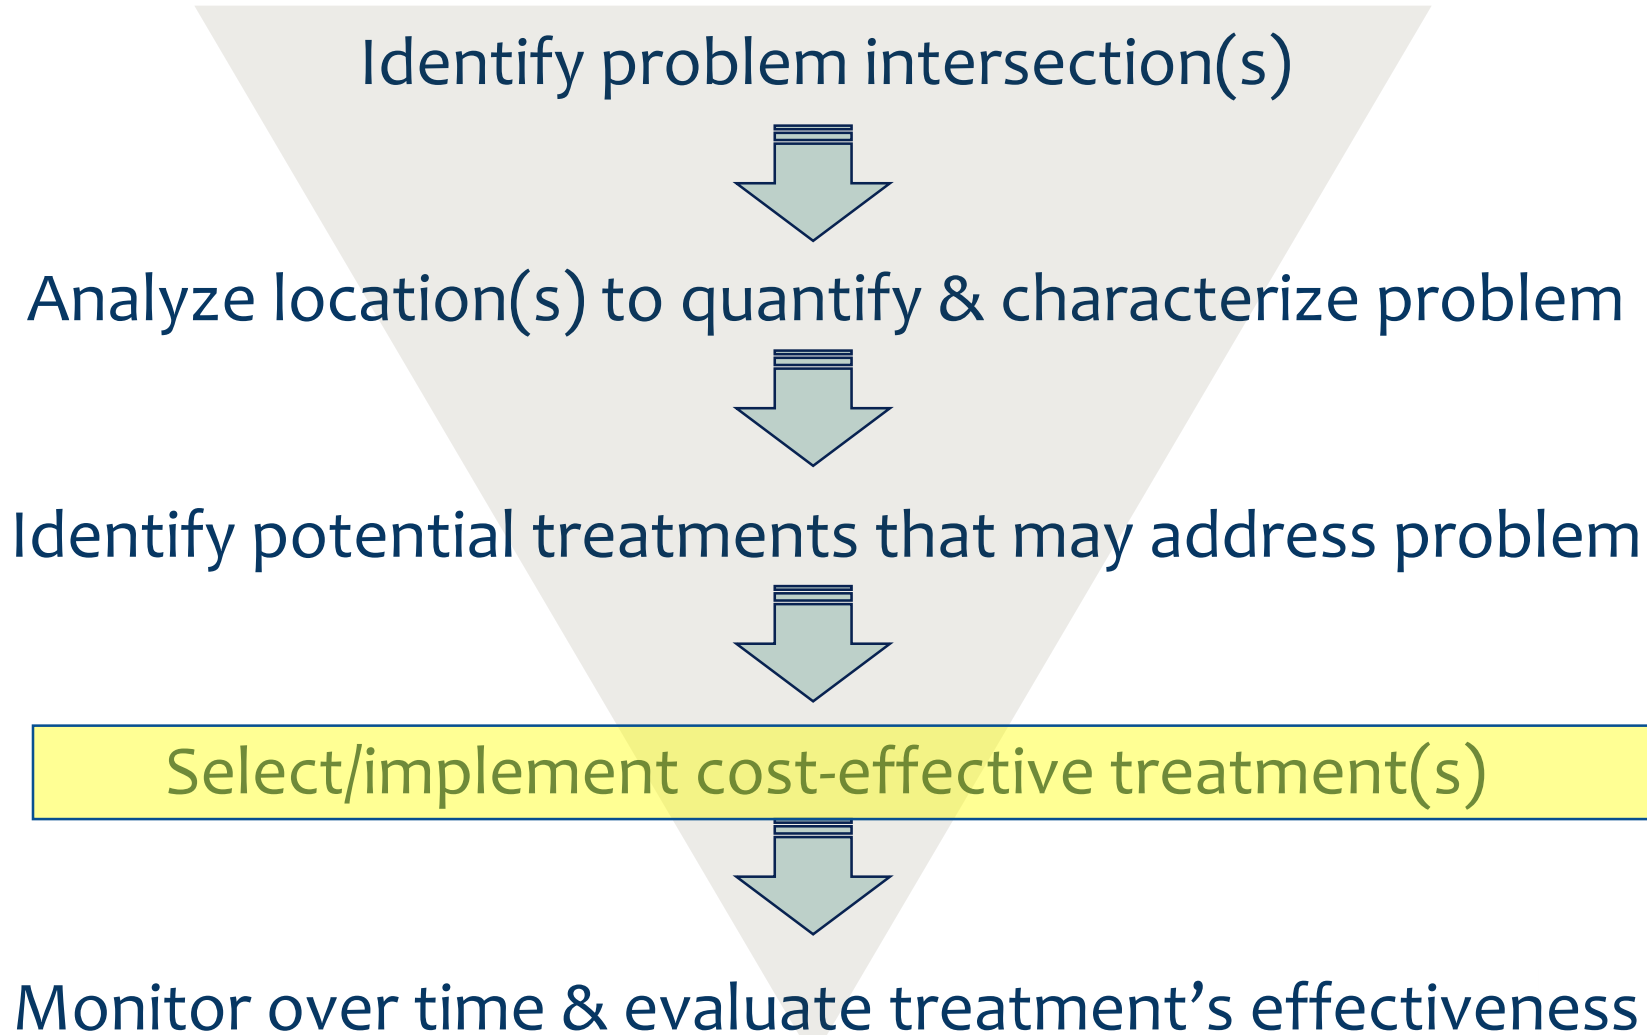 Identify problem intersection(s)
Analyze location(s) to quantify & characterize problem
Identify potential treatments that may address problem
Select/implement cost-effective treatment(s)
Monitor over time & evaluate treatment’s effectiveness